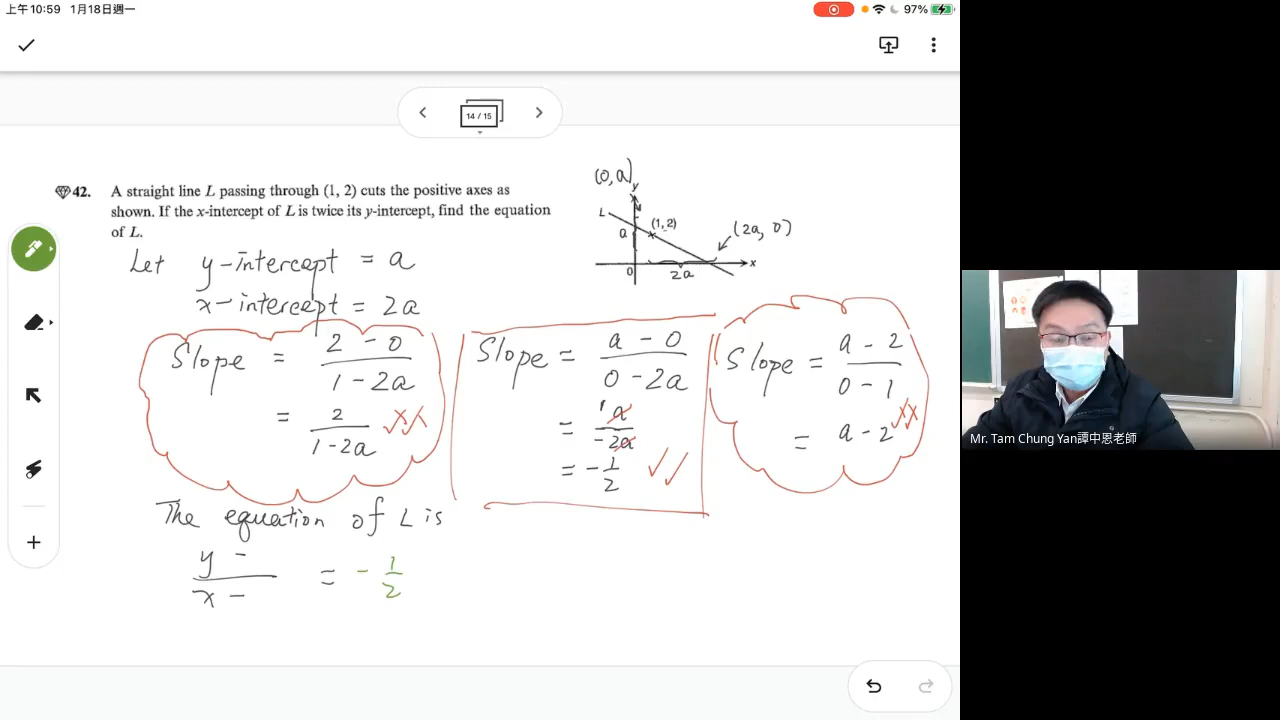 上午10:59 1月18日週一
97%
14 / 15
42. A straight line L passing through (1, 2) cuts the positive axes as
shown. If the x-intercept of L is twice its y-intercept, find the equation
of L.
(0, a)
y
L
(1, 2)
a
(2a, 0)
0
2a
x
Let y-intercept = a
x-intercept = 2a
Slope = 2 - 0 / 1 - 2a
= 2 / 1 - 2a
Slope = a - 0 / 0 - 2a
= 1 a / -2a
= - 1/2
Slope = a - 2 / 0 - 1
= a - 2
The equation of L is
y - / x - = - 1/2
Mr. Tam Chung Yan譚中恩老師